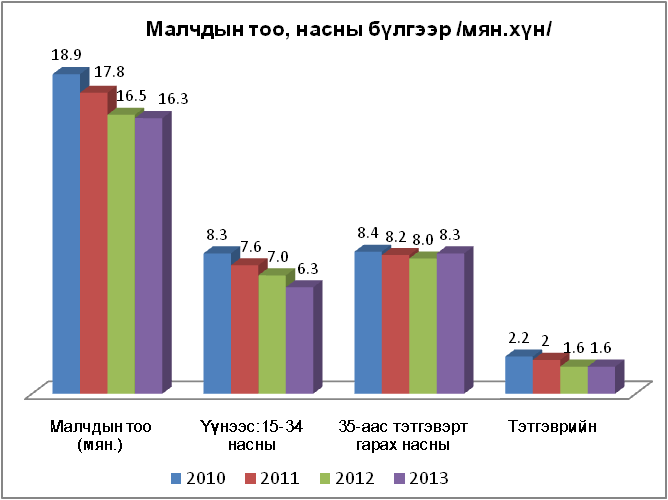 Малчдын тоо, насны бүлгээр /мян.хүн/
18.9
17.8
16.5
16.3
8.3
7.6
7.0
6.3
8.4
8.2
8.0
8.3
2.2
2
1.6
1.6
Малчдын тоо
(мян.)
Үүнээс:15-34
насны
35-аас тэтгэвэрт
гарах насны
Тэтгэврийн
2010 2011 2012 2013